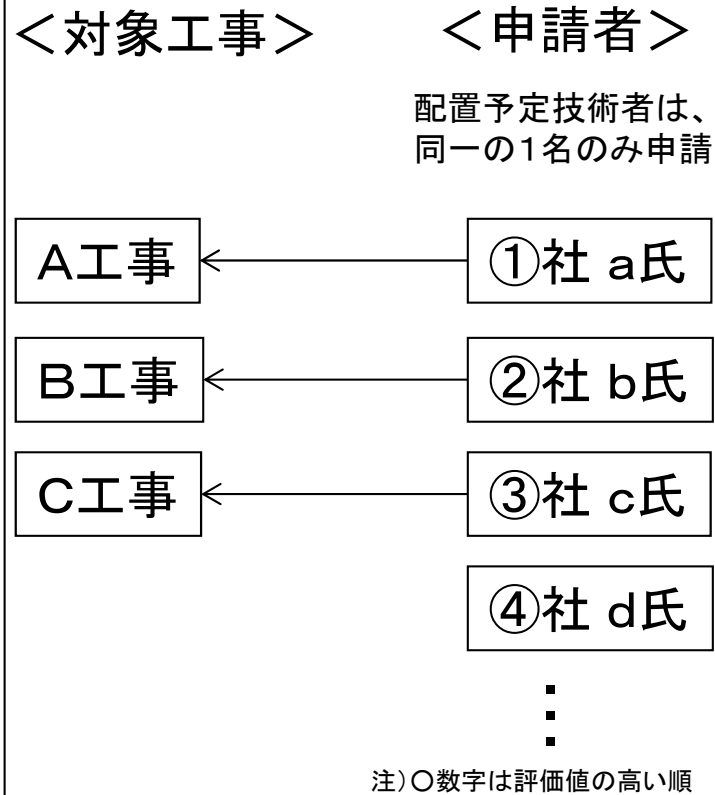 ＜対象工事＞ ＜申請者＞
配置予定技術者は、
同一の１名のみ申請
Ａ工事 ①社 ａ氏
Ｂ工事 ②社 ｂ氏
Ｃ工事 ③社 ｃ氏
④社 ｄ氏
注）○数字は評価値の高い順